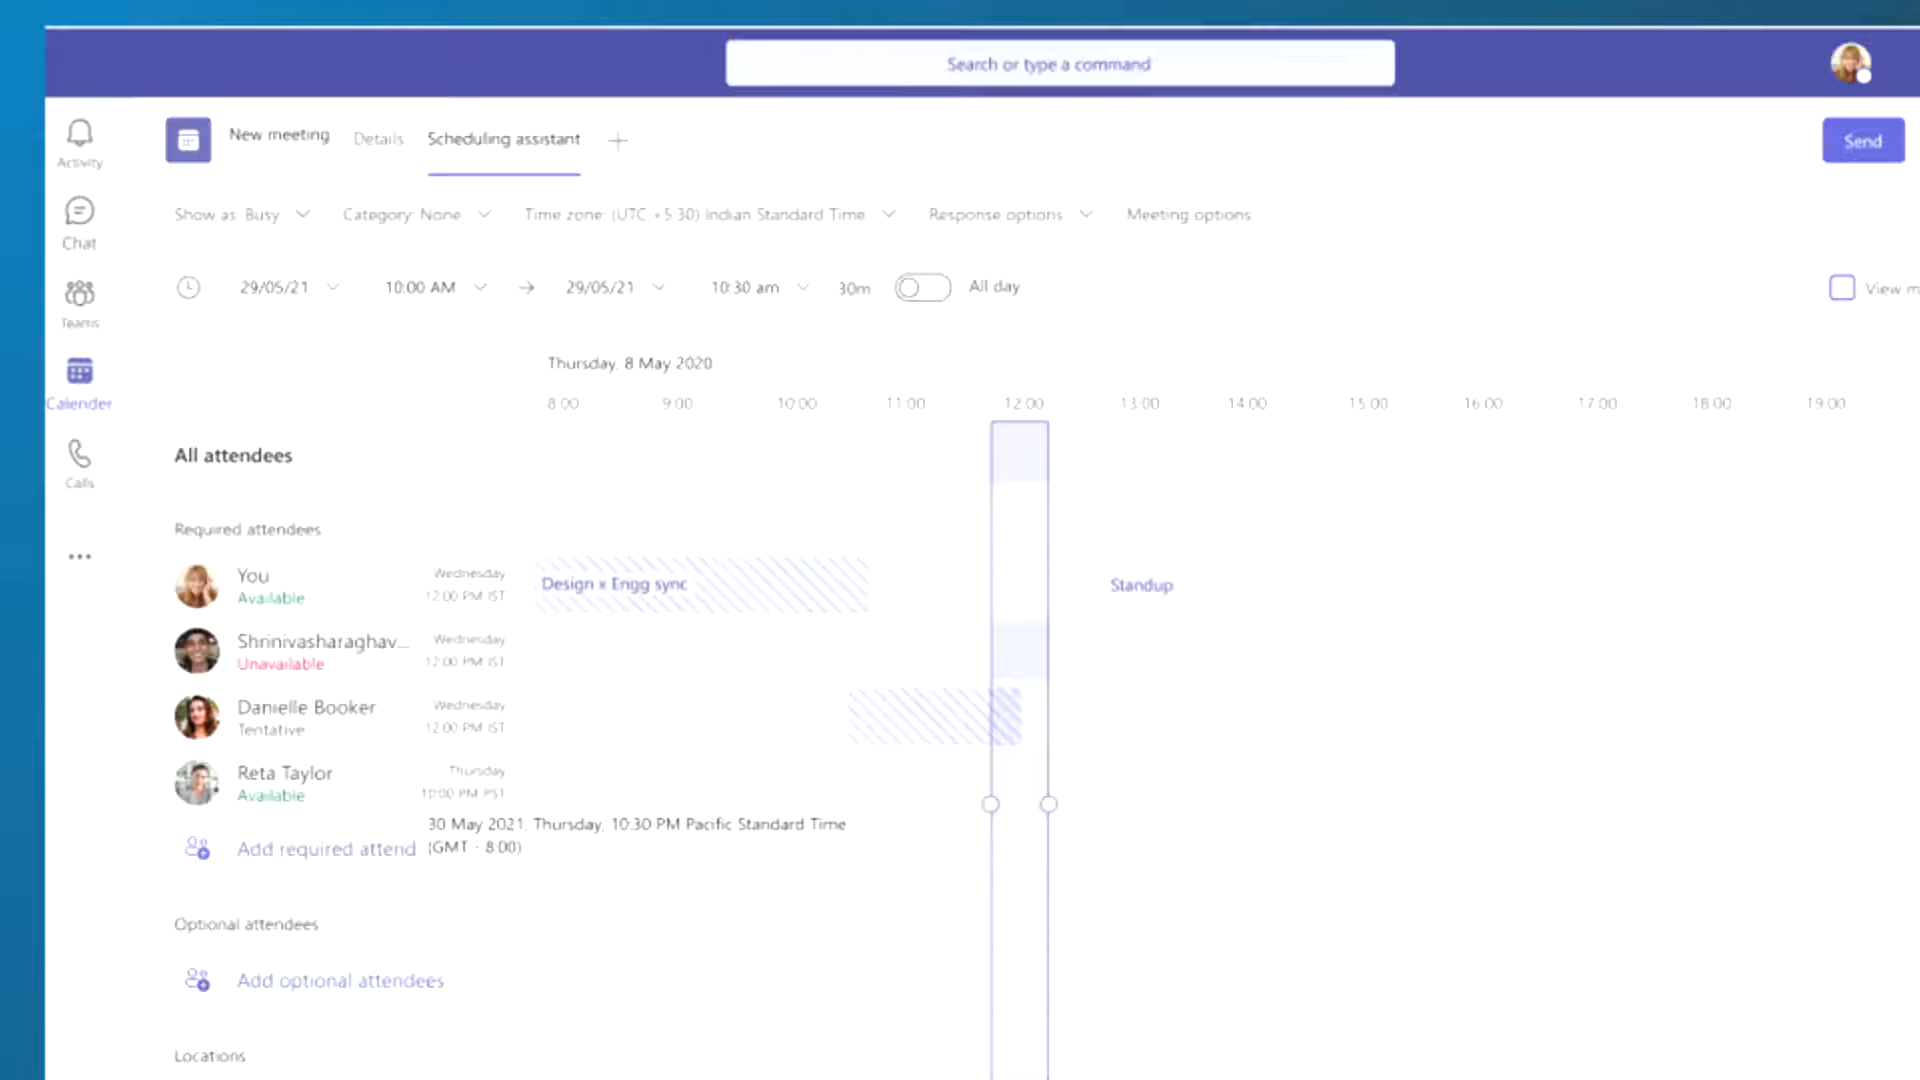 Search or type a command
Activity
Chat
Teams
Calender
Calls
New meeting
Details
Scheduling assistant
Send
Show as: Busy
Category: None
Time zone: (UTC +5:30) Indian Standard Time
Response options
Meeting options
29/05/21
10:00 AM
29/05/21
10:30 am
30m
All day
View m
Thursday, 8 May 2020
8:00 9:00 10:00 11:00 12:00 13:00 14:00 15:00 16:00 17:00 18:00 19:00
All attendees
Required attendees
You
Available
Wednesday
12:00 PM IST
Design x Engg sync
Standup
Shrinivasharaghav...
Unavailable
Wednesday
12:00 PM IST
Danielle Booker
Tentative
Wednesday
12:00 PM IST
Reta Taylor
Available
Thursday
10:00 PM PST
30 May 2021, Thursday, 10:30 PM Pacific Standard Time
(GMT - 8:00)
Add required attend
Optional attendees
Add optional attendees
Locations